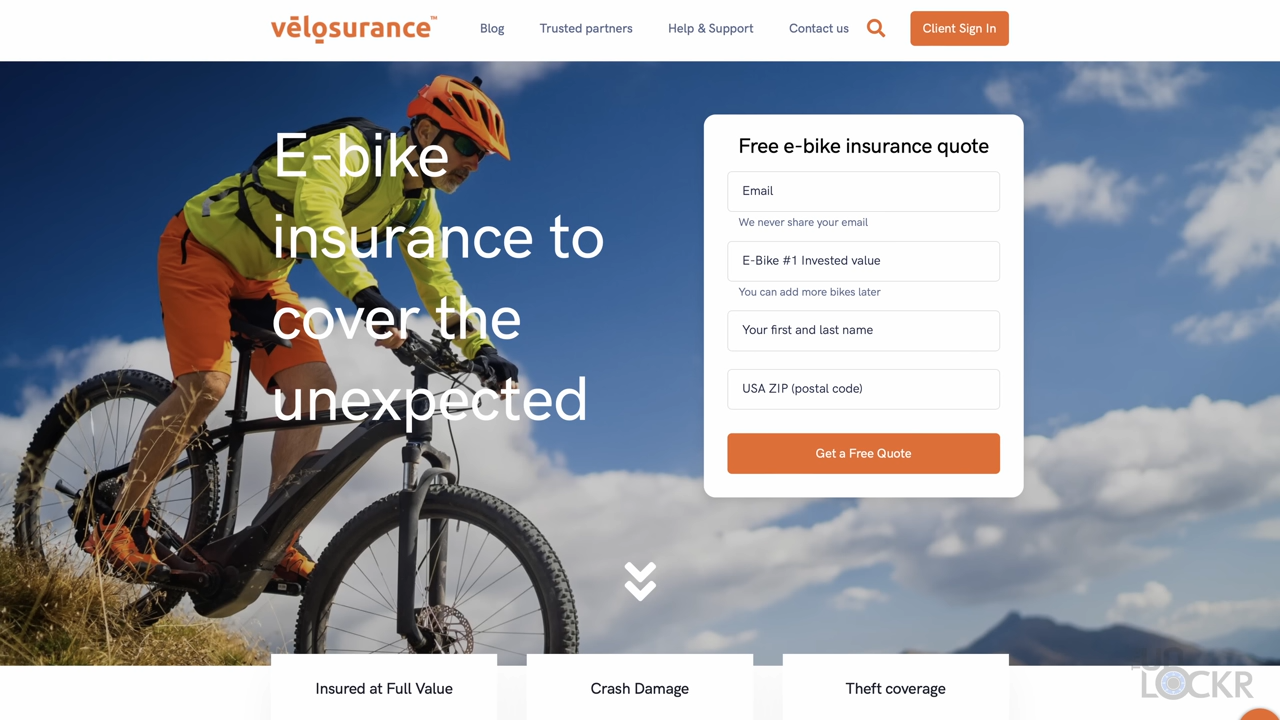 vēlosurance™
Blog
Trusted partners
Help & Support
Contact us
Client Sign In
E-bike
insurance to
cover the
unexpected
Free e-bike insurance quote
Email
We never share your email
E-Bike #1 Invested value
You can add more bikes later
Your first and last name
USA ZIP (postal code)
Get a Free Quote
Insured at Full Value
Crash Damage
Theft coverage
LOCKR